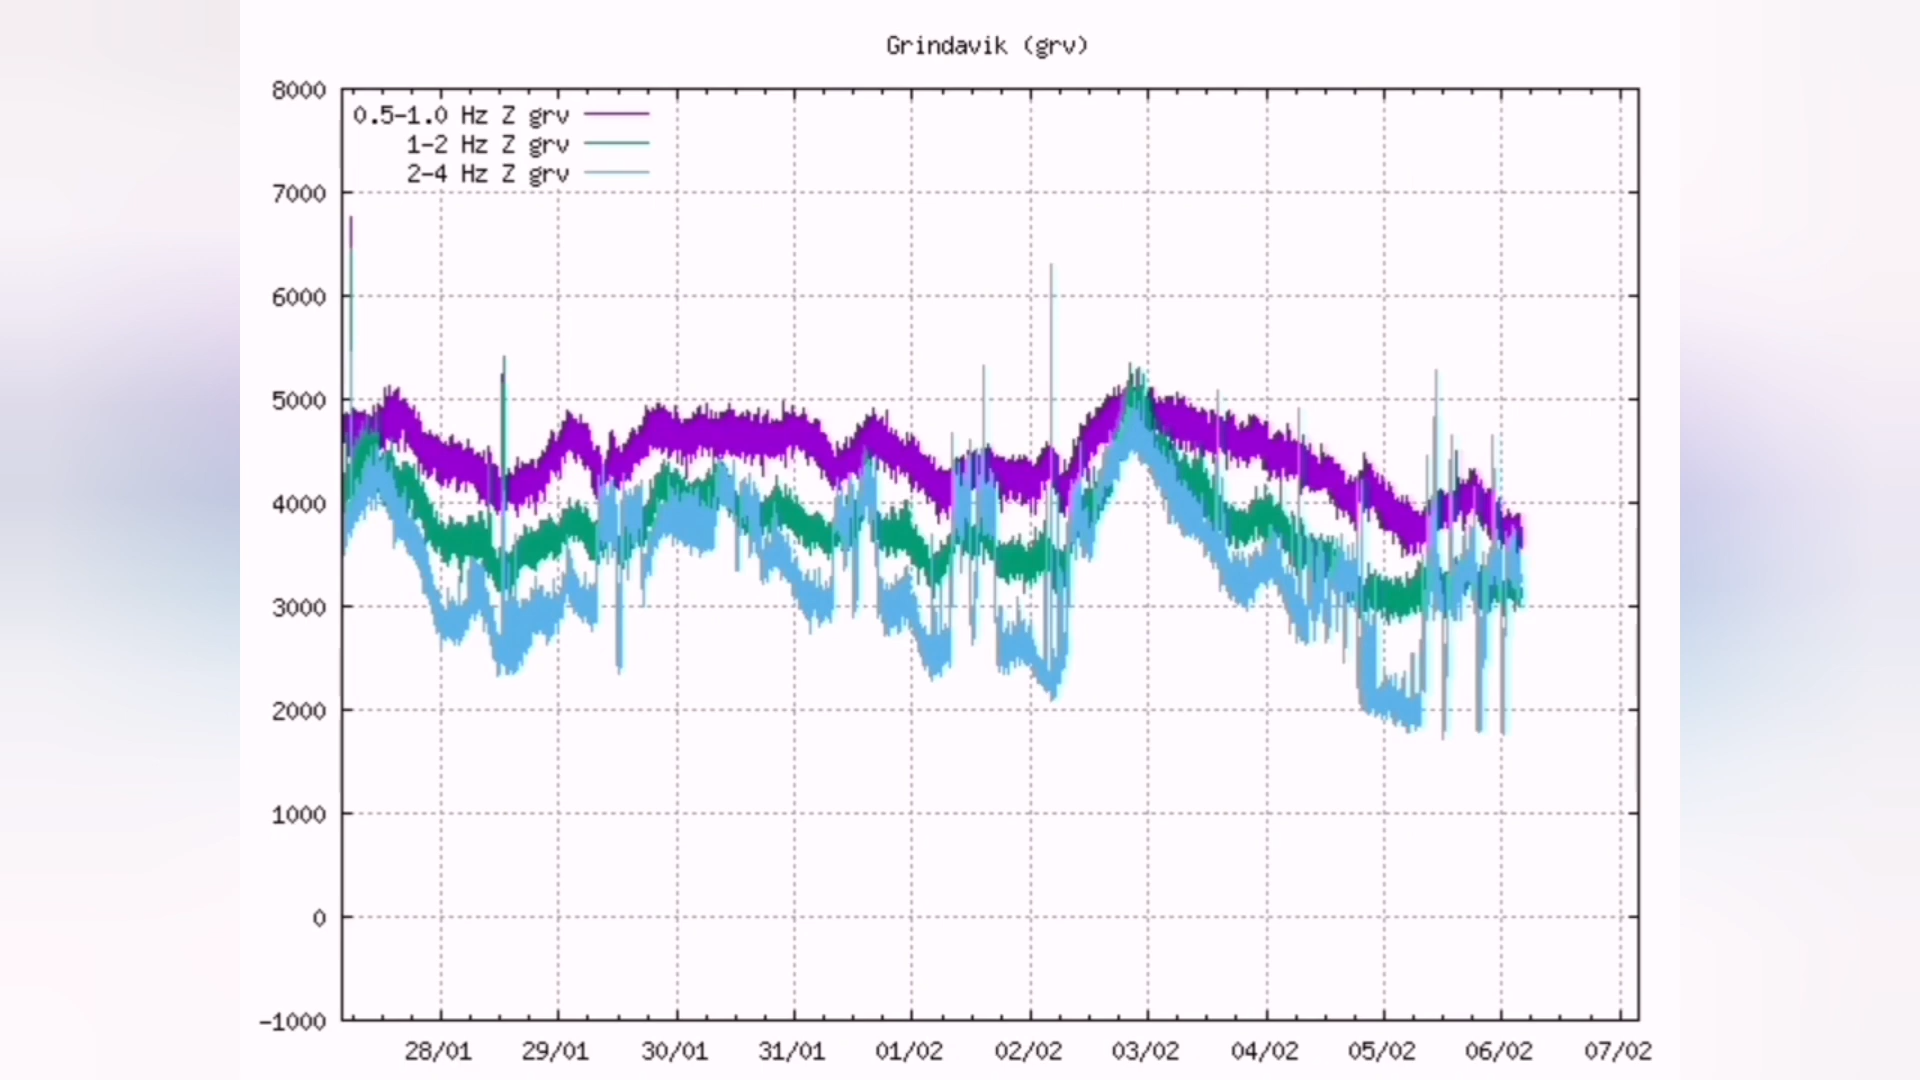 Grindavik (grv)
8000
0.5-1.0 Hz Z grv
1-2 Hz Z grv
2-4 Hz Z grv
7000
6000
5000
4000
3000
2000
1000
0
-1000
28/01 29/01 30/01 31/01 01/02 02/02 03/02 04/02 05/02 06/02 07/02